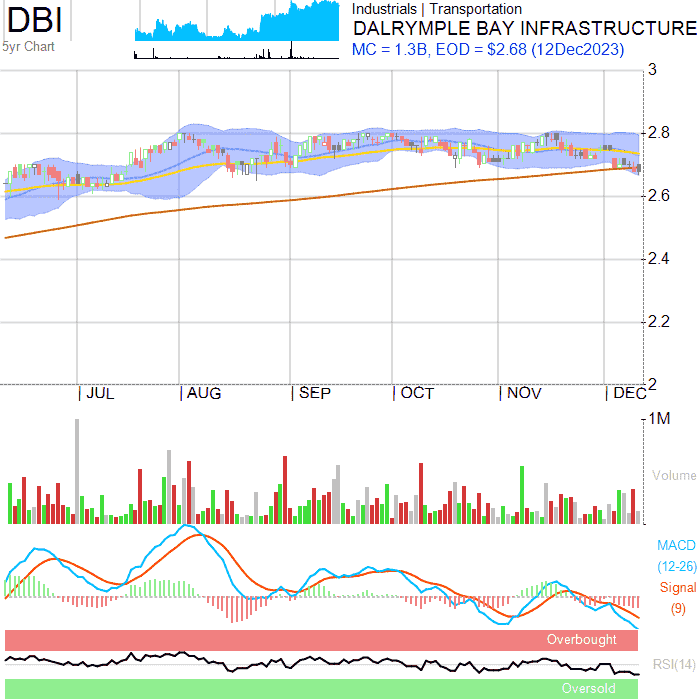 DBI
5yr Chart
Industrials | Transportation
DALRYMPLE BAY INFRASTRUCTURE
MC = 1.3B, EOD = $2.68 (12Dec2023)
3
2.8
2.6
2.4
2.2
2
| JUL | AUG | SEP | OCT | NOV | DEC
1M
Volume
MACD
(12-26)
Signal
(9)
Overbought
RSI(14)
Oversold